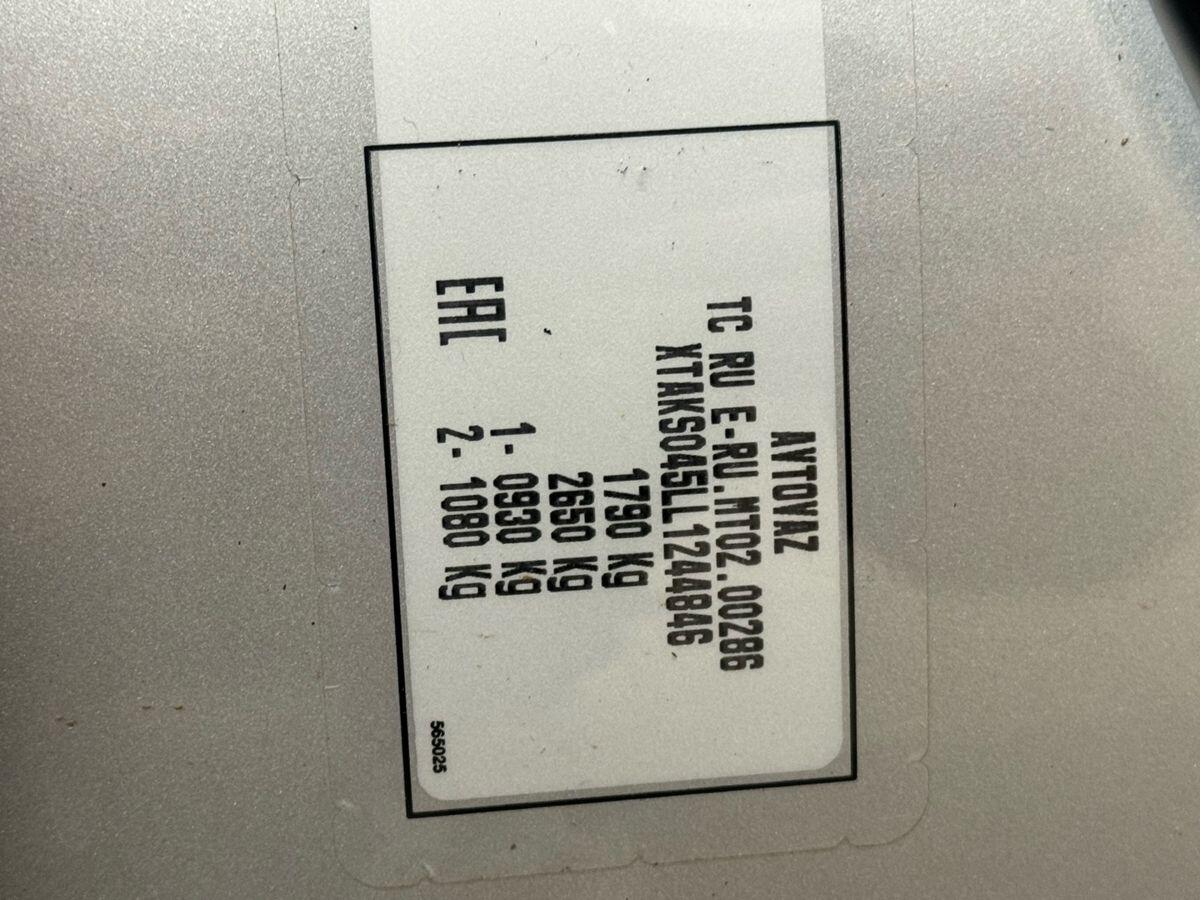 AVTOVAZ
TC RU E-RU.MT02.00286
XTAKS045LL1244846
1790 Kg
2650 Kg
1- 0930 Kg
2- 1080 Kg
EAC
565025